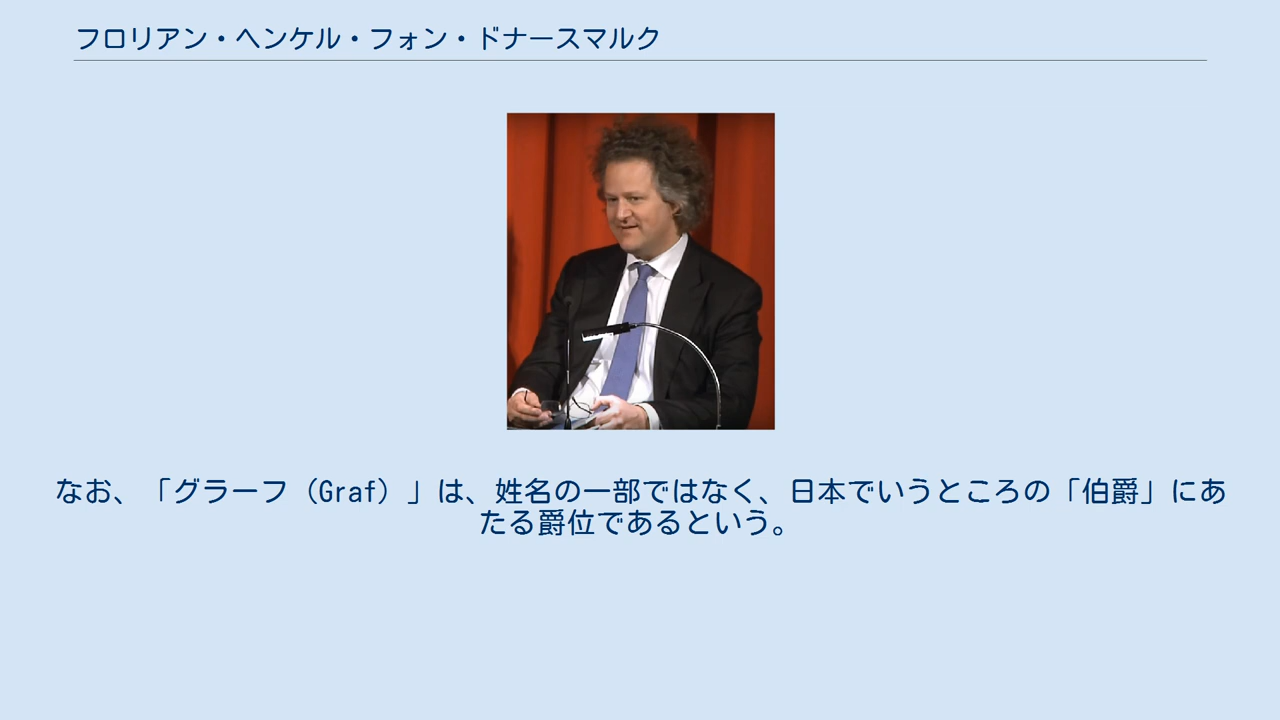 フロリアン・ヘンケル・フォン・ドナースマルク
なお、「グラーフ（Graf）」は、姓名の一部ではなく、日本でいうところの「伯爵」にあ
たる爵位であるという。